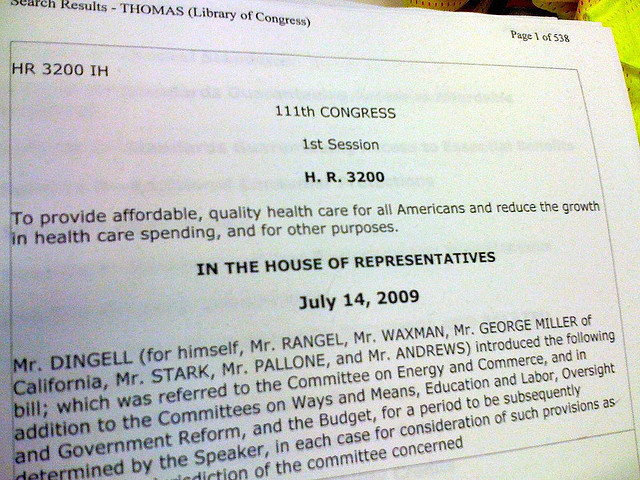 Search Results - THOMAS (Library of Congress)
Page 1 of 538
HR 3200 IH
111th CONGRESS
1st Session
H. R. 3200
To provide affordable, quality health care for all Americans and reduce the growth
in health care spending, and for other purposes.
IN THE HOUSE OF REPRESENTATIVES
July 14, 2009
Mr. DINGELL (for himself, Mr. RANGEL, Mr. WAXMAN, Mr. GEORGE MILLER of
California, Mr. STARK, Mr. PALLONE, and Mr. ANDREWS) introduced the following
bill; which was referred to the Committee on Energy and Commerce, and in
addition to the Committees on Ways and Means, Education and Labor, Oversight
and Government Reform, and the Budget, for a period to be subsequently
determined by the Speaker, in each case for consideration of such provisions as
of the committee concerned